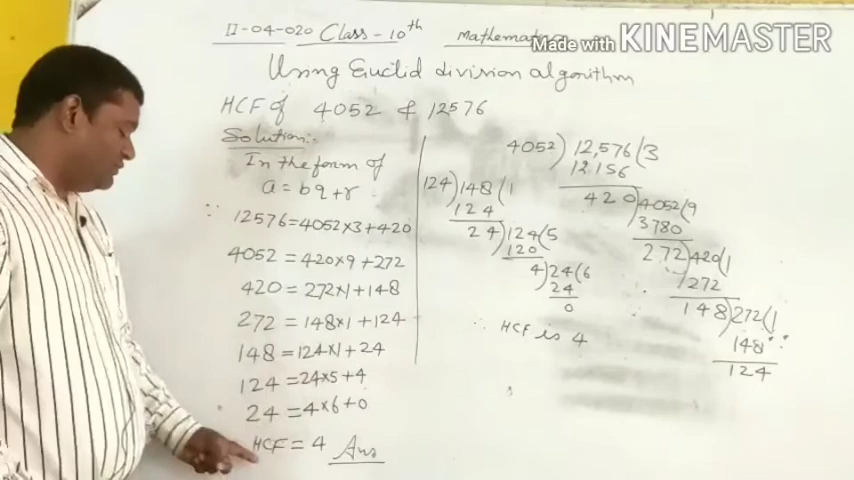 II-04-020 Class-10th Mathematics
Made with KINEMASTER
Using Euclid division algorithm
HCF of 4052 & 12576
Solution:-
In the form of
a = bq+r
∵ 12576=4052×3+420
4052 = 420×9 +272
420 = 272×1+148
272 = 148×1 +124
148 = 124×1 +24
124 = 24×5 +4
24 = 4×6+0
HCF = 4 Ans
4052) 12,576 (3
12156
420) 4052 (9
3780
272) 420 (1
272
148) 272 (1
148
124
124) 148 (1
124
24) 124 (5
120
4) 24 (6
24
0
∴ HCF is 4